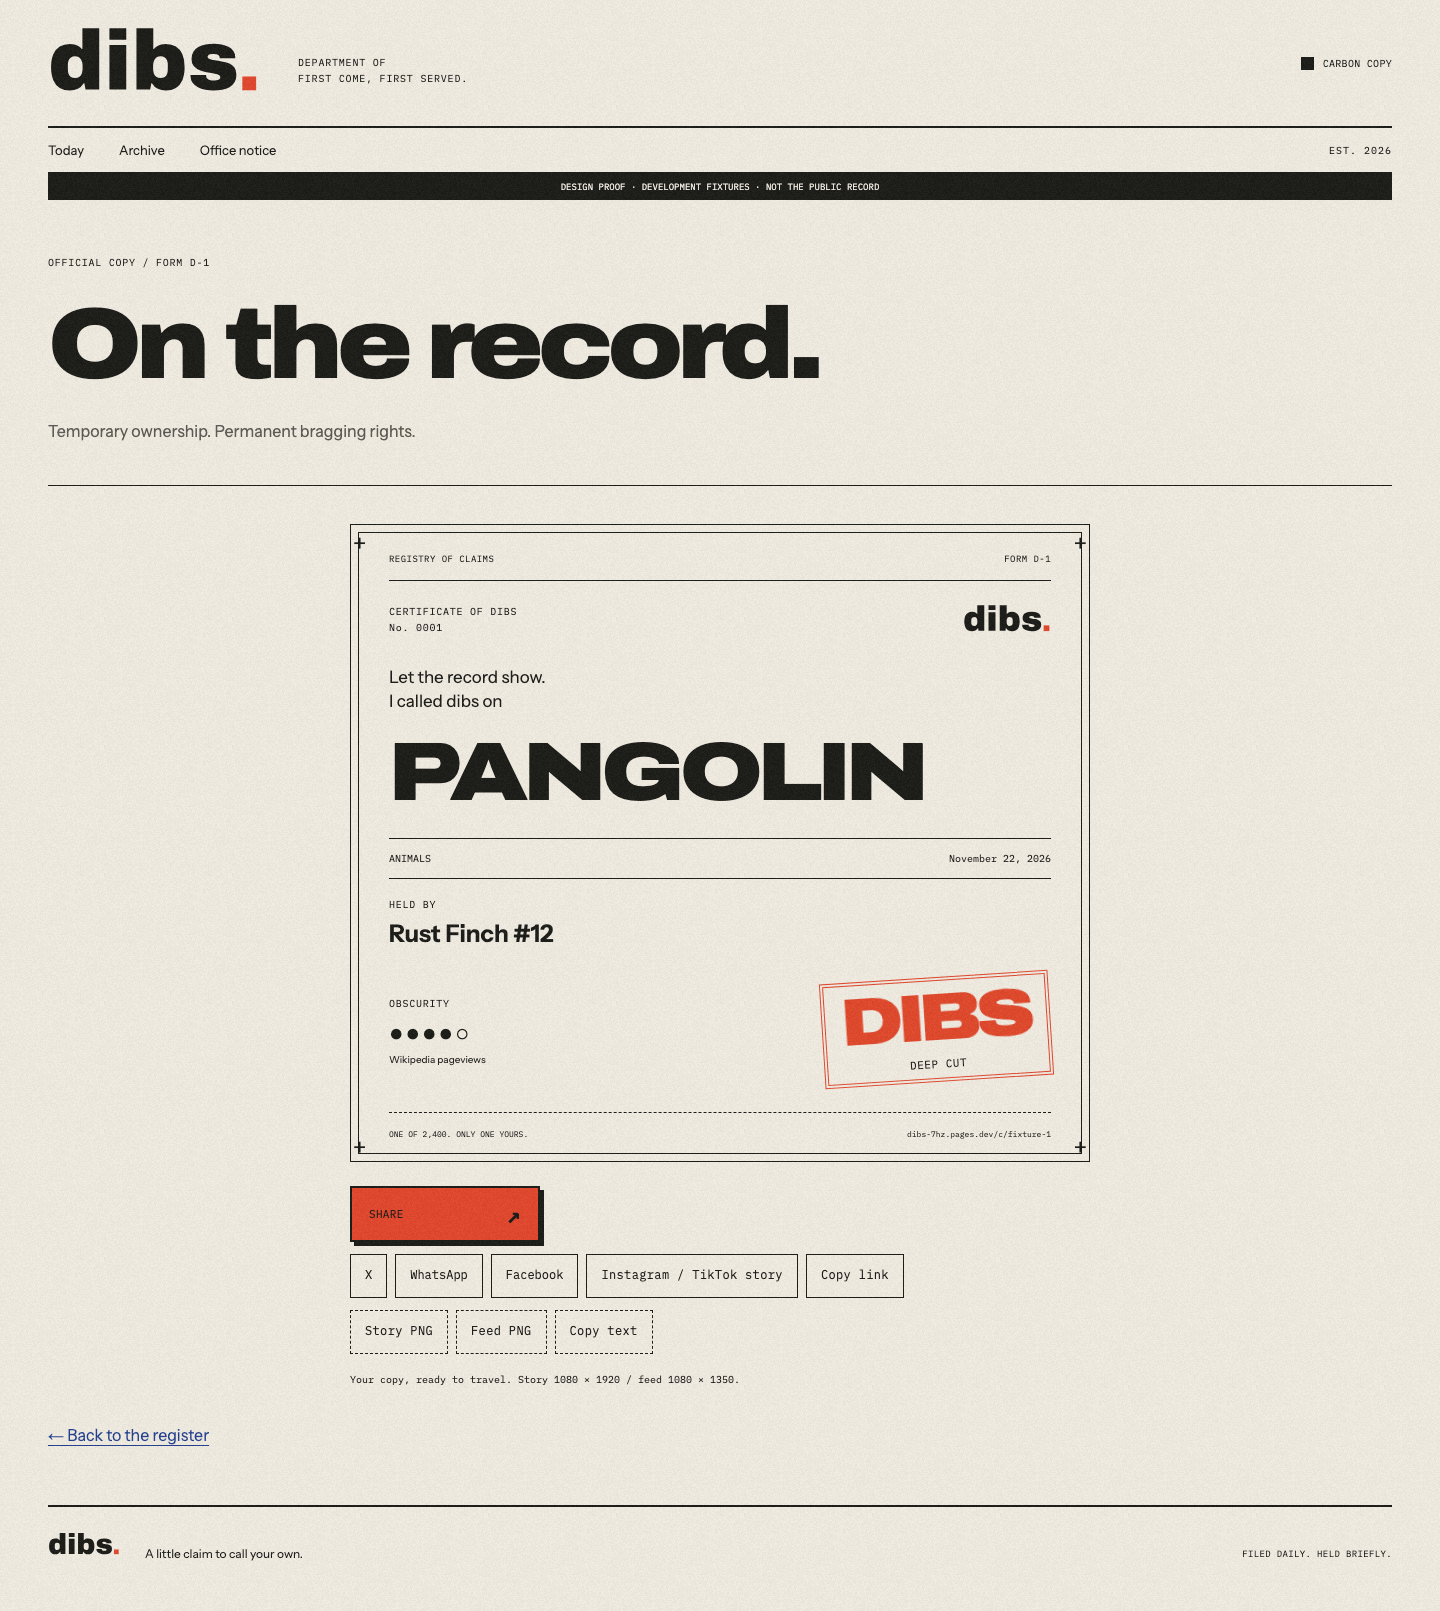 dibs.
DEPARTMENT OF
FIRST COME, FIRST SERVED.
CARBON COPY
Today Archive Office notice
EST. 2026
DESIGN PROOF · DEVELOPMENT FIXTURES · NOT THE PUBLIC RECORD
OFFICIAL COPY / FORM D-1
On the record.
Temporary ownership. Permanent bragging rights.
REGISTRY OF CLAIMS
FORM D-1
CERTIFICATE OF DIBS
No. 0001
dibs.
Let the record show.
I called dibs on
PANGOLIN
ANIMALS
November 22, 2026
HELD BY
Rust Finch #12
OBSCURITY
●●●●○
Wikipedia pageviews
DIBS
DEEP CUT
ONE OF 2,400. ONLY ONE YOURS.
dibs-7hz.pages.dev/c/fixture-1
SHARE ↗
X WhatsApp Facebook Instagram / TikTok story Copy link
Story PNG Feed PNG Copy text
Your copy, ready to travel. Story 1080 × 1920 / feed 1080 × 1350.
← Back to the register
dibs.
A little claim to call your own.
FILED DAILY. HELD BRIEFLY.